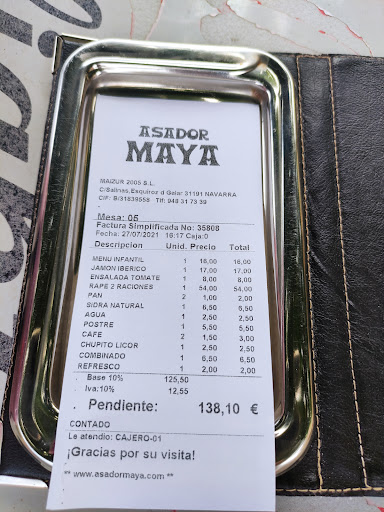 ASADOR
MAYA
MAIZUR 2005 S.L.
C/Salinas,Esquiroz d Galar 31191 NAVARRA
CIF: B/31839558 Tlf: 948 31 73 39
Mesa: 05
Factura Simplificada No: 35808
Fecha: 27/07/2021 16:17 Caja:0
Descripcion Unid. Precio Total
MENU INFANTIL 1 16,00 16,00
JAMON IBERICO 1 17,00 17,00
ENSALADA TOMATE 1 8,00 8,00
RAPE 2 RACIONES 1 54,00 54,00
PAN 2 1,00 2,00
SIDRA NATURAL 1 6,50 6,50
AGUA 1 2,50 2,50
POSTRE 1 5,50 5,50
CAFE 2 1,50 3,00
CHUPITO LICOR 1 2,50 2,50
COMBINADO 1 6,50 6,50
REFRESCO 1 2,00 2,00
. Base 10% 125,50
. Iva:10% 12,55
. Pendiente: 138,10 €
CONTADO
Le atendio: CAJERO-01
¡Gracias por su visita!
** www.asadormaya.com **